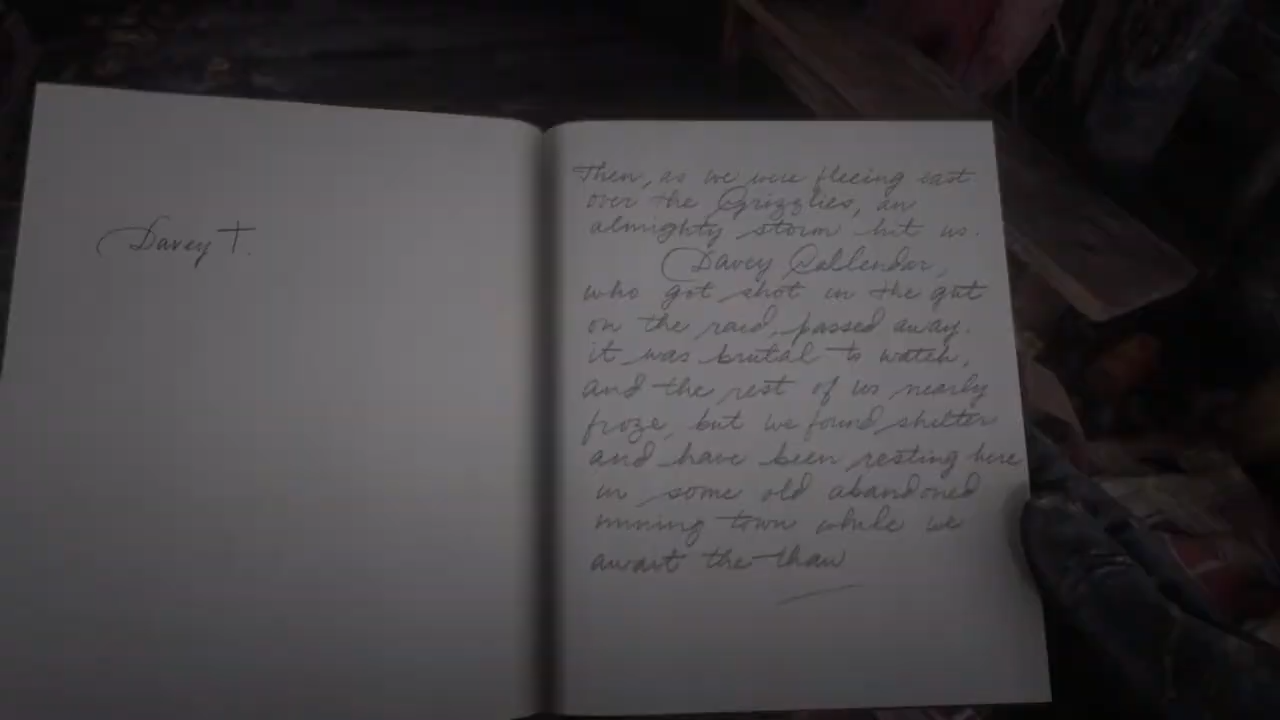 Davey T.
Then, as we were fleeing east
over the Grizzlies, an
almighty storm hit us.
Davey Callendar,
who got shot in the gut
on the raid, passed away.
it was brutal to watch,
and the rest of us nearly
froze, but we found shelter
and have been resting here
in some old abandoned
mining town while we
await the thaw